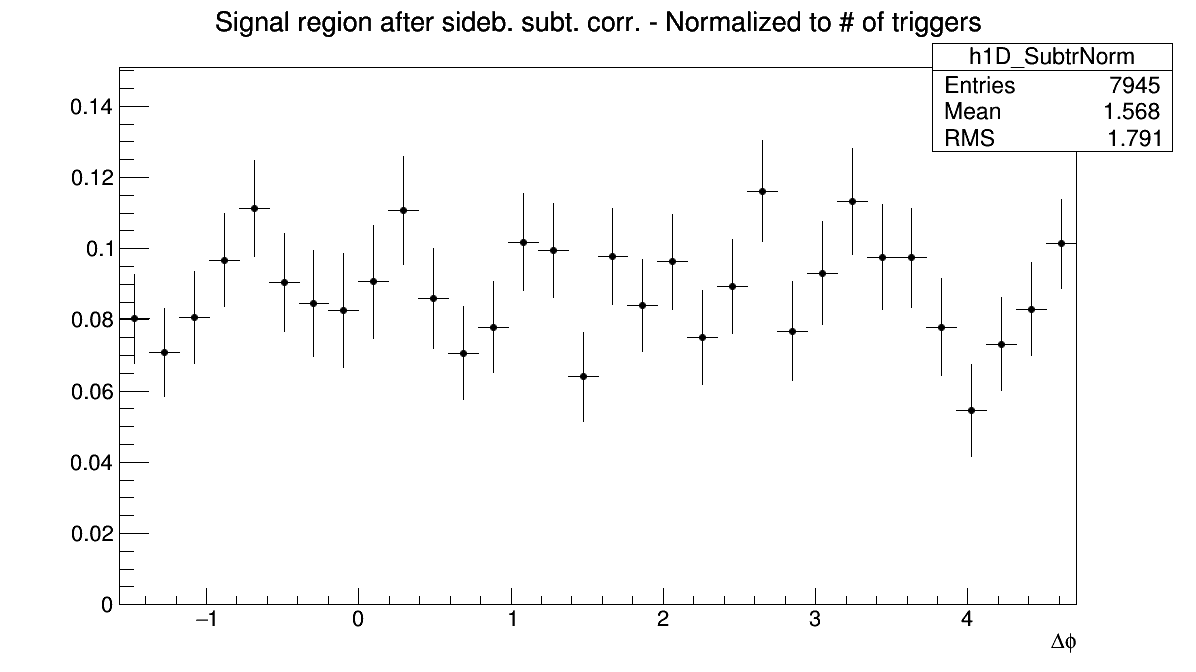 Signal region after sideb. subt. corr. - Normalized to # of triggers
h1D_SubtrNorm
Entries 7945
Mean 1.568
RMS 1.791
0.14
0.12
0.1
0.08
0.06
0.04
0.02
0
−1 0 1 2 3 4
Δϕ